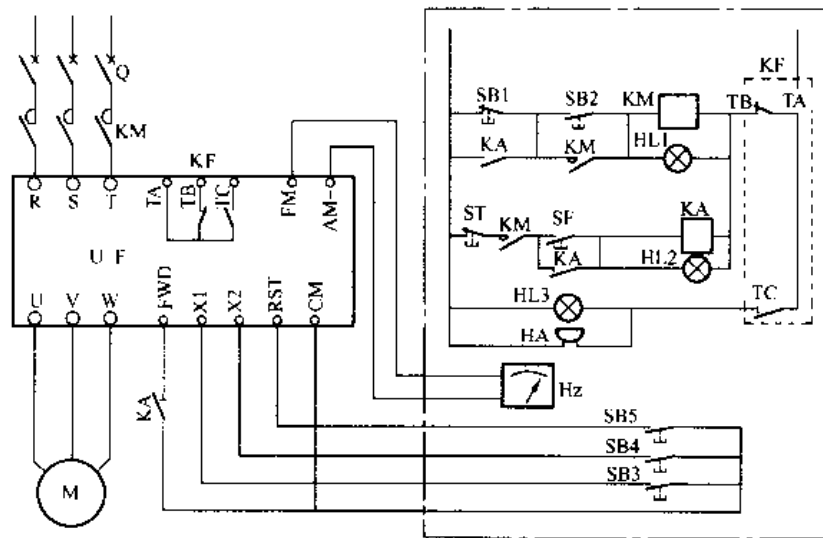 Q
KM
KF
R S T TA TB TC FM AM-
U F
U V W FWD X1 X2 RST CM
KA
M
KF
SB1 SB2 KM TB TA
KA KM HL1
ST KM SF KA
KA HL2
HL3 TC
HA
Hz
SB5
SB4
SB3